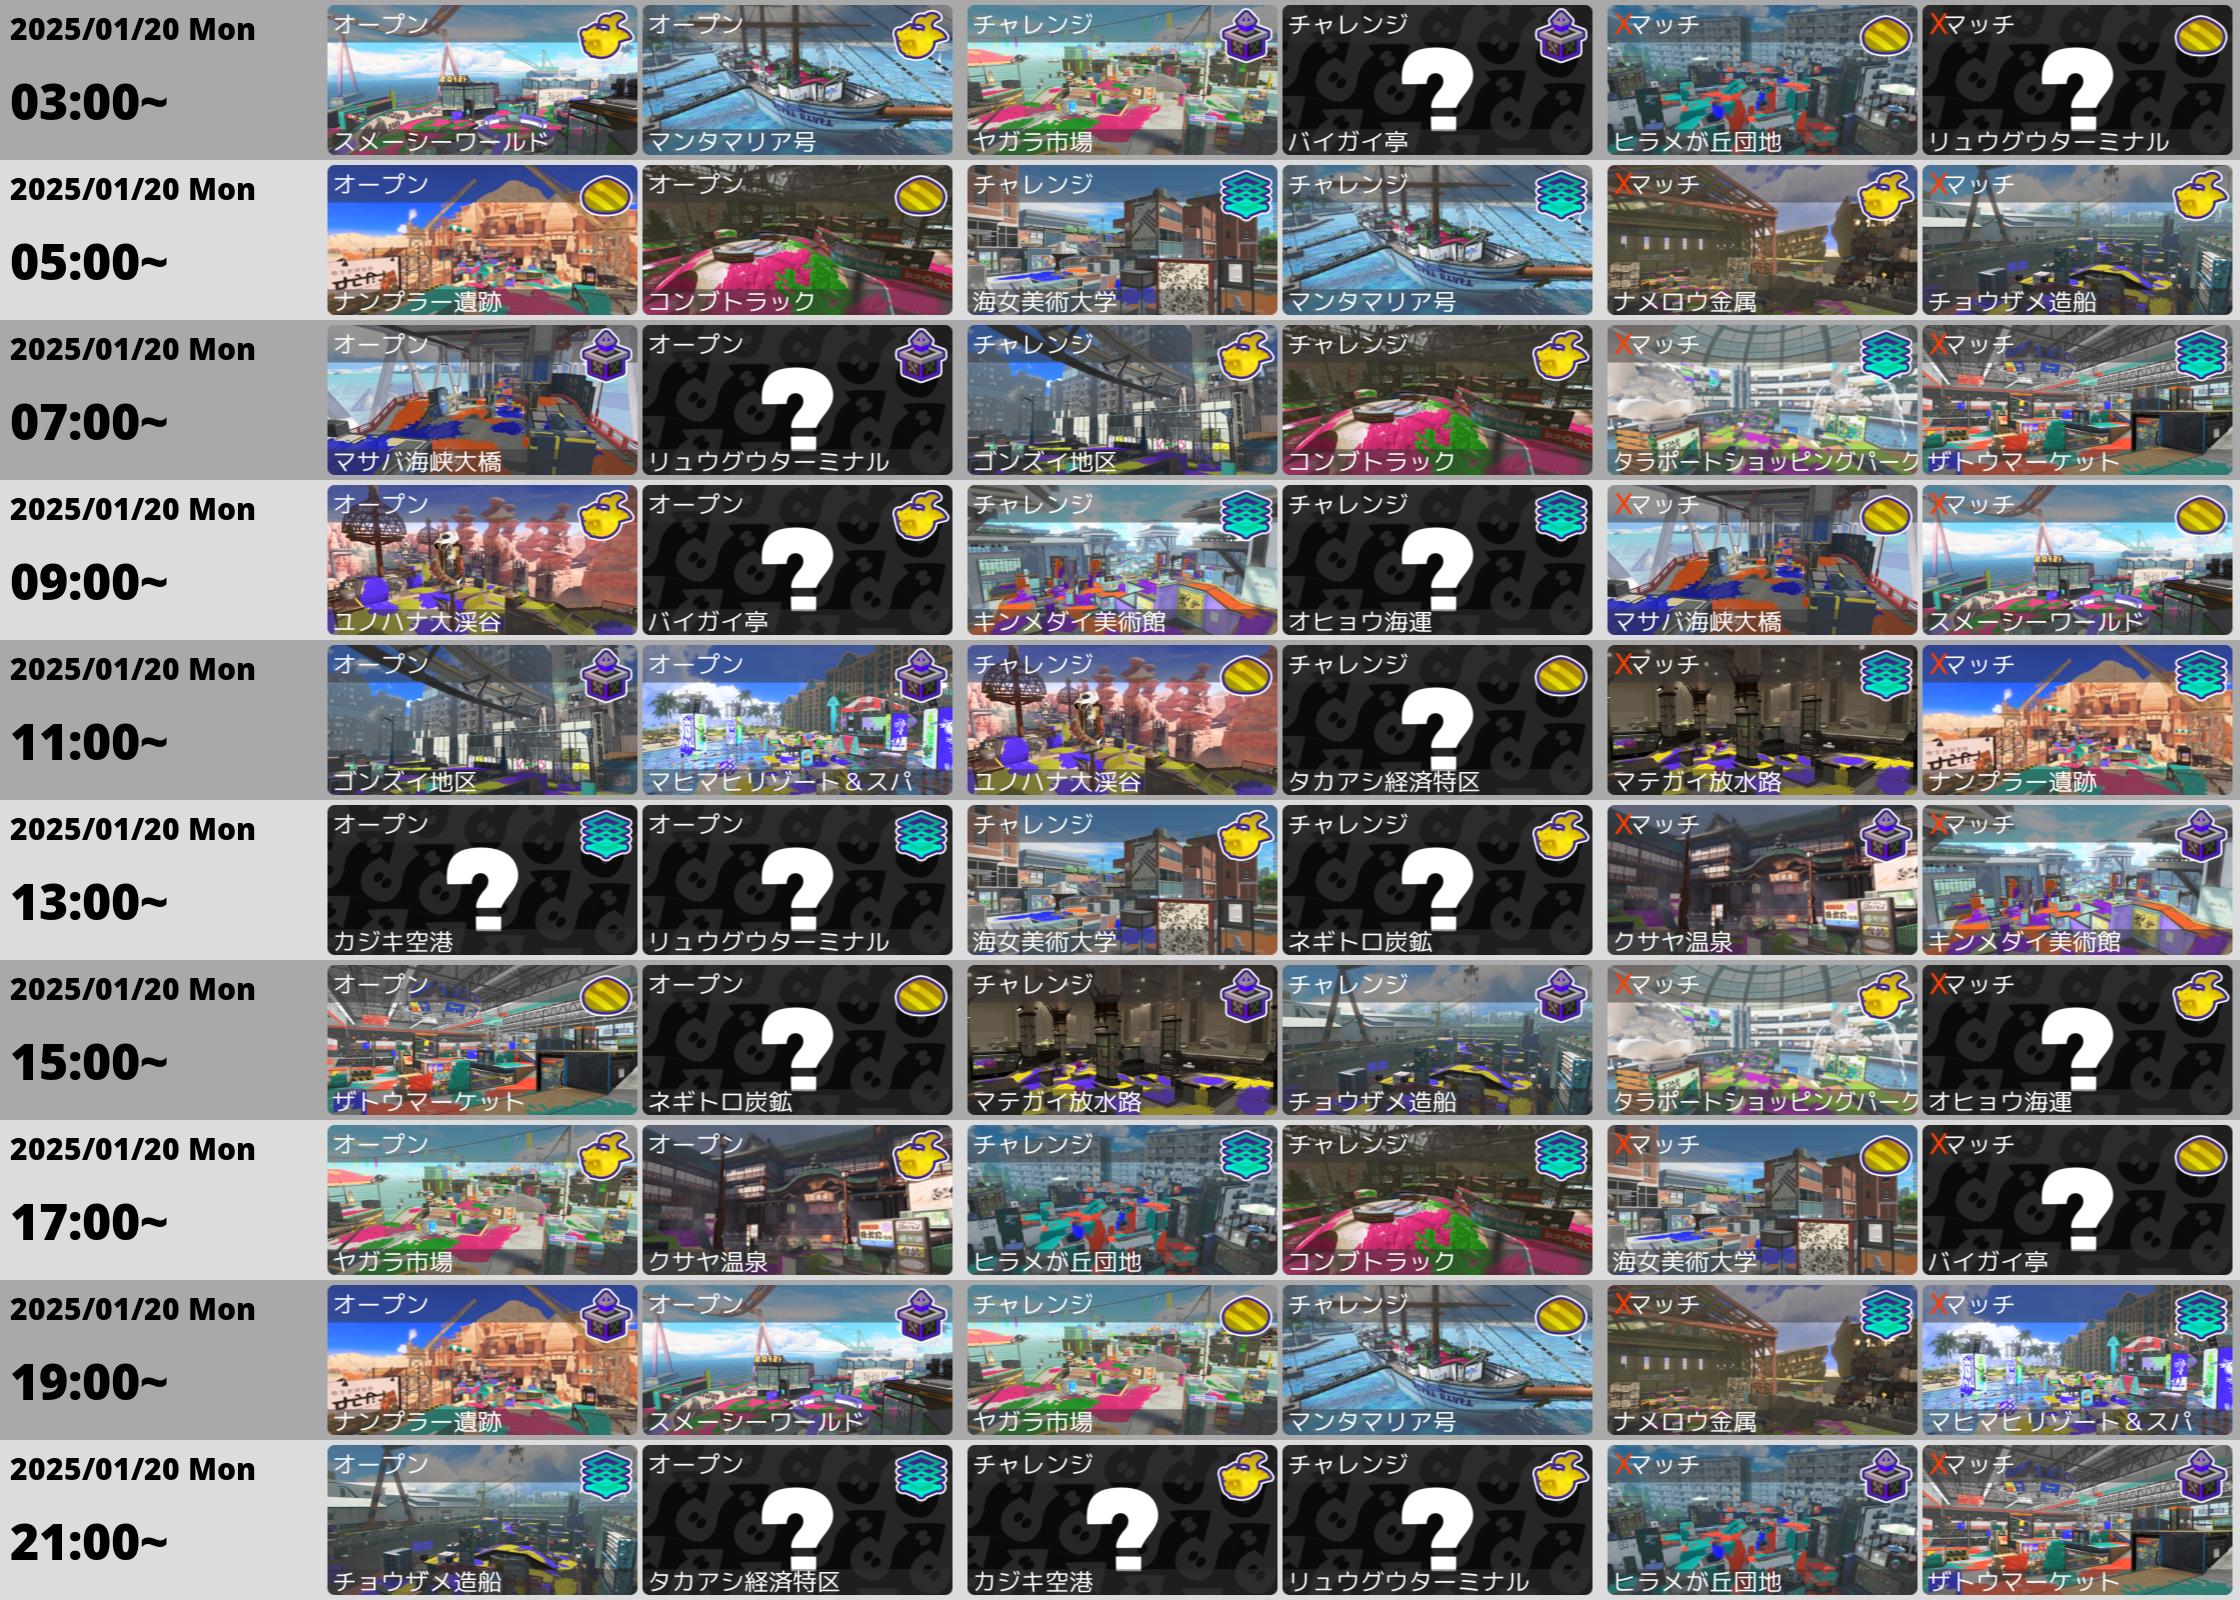 2025/01/20 Mon
03:00~
オープン
スメーシーワールド
オープン
マンタマリア号
チャレンジ
ヤガラ市場
チャレンジ
?
バイガイ亭
Xマッチ
ヒラメが丘団地
Xマッチ
?
リュウグウターミナル
2025/01/20 Mon
05:00~
オープン
ナンプラー遺跡
オープン
コンブトラック
チャレンジ
海女美術大学
チャレンジ
マンタマリア号
Xマッチ
ナメロウ金属
Xマッチ
チョウザメ造船
2025/01/20 Mon
07:00~
オープン
マサバ海峡大橋
オープン
?
リュウグウターミナル
チャレンジ
ゴンズイ地区
チャレンジ
コンブトラック
Xマッチ
タラポートショッピングパーク
Xマッチ
ザトウマーケット
2025/01/20 Mon
09:00~
オープン
ユノハナ大渓谷
オープン
?
バイガイ亭
チャレンジ
キンメダイ美術館
チャレンジ
?
オヒョウ海運
Xマッチ
マサバ海峡大橋
Xマッチ
スメーシーワールド
2025/01/20 Mon
11:00~
オープン
ゴンズイ地区
オープン
マヒマヒリゾート＆スパ
チャレンジ
ユノハナ大渓谷
チャレンジ
?
タカアシ経済特区
Xマッチ
マテガイ放水路
Xマッチ
ナンプラー遺跡
2025/01/20 Mon
13:00~
オープン
?
カジキ空港
オープン
?
リュウグウターミナル
チャレンジ
海女美術大学
チャレンジ
?
ネギトロ炭鉱
Xマッチ
クサヤ温泉
Xマッチ
キンメダイ美術館
2025/01/20 Mon
15:00~
オープン
ザトウマーケット
オープン
?
ネギトロ炭鉱
チャレンジ
マテガイ放水路
チャレンジ
チョウザメ造船
Xマッチ
タラポートショッピングパーク
Xマッチ
?
オヒョウ海運
2025/01/20 Mon
17:00~
オープン
ヤガラ市場
オープン
クサヤ温泉
チャレンジ
ヒラメが丘団地
チャレンジ
コンブトラック
Xマッチ
海女美術大学
Xマッチ
?
バイガイ亭
2025/01/20 Mon
19:00~
オープン
ナンプラー遺跡
オープン
スメーシーワールド
チャレンジ
ヤガラ市場
チャレンジ
マンタマリア号
Xマッチ
ナメロウ金属
Xマッチ
マヒマヒリゾート＆スパ
2025/01/20 Mon
21:00~
オープン
チョウザメ造船
オープン
?
タカアシ経済特区
チャレンジ
?
カジキ空港
チャレンジ
?
リュウグウターミナル
Xマッチ
ヒラメが丘団地
Xマッチ
ザトウマーケット